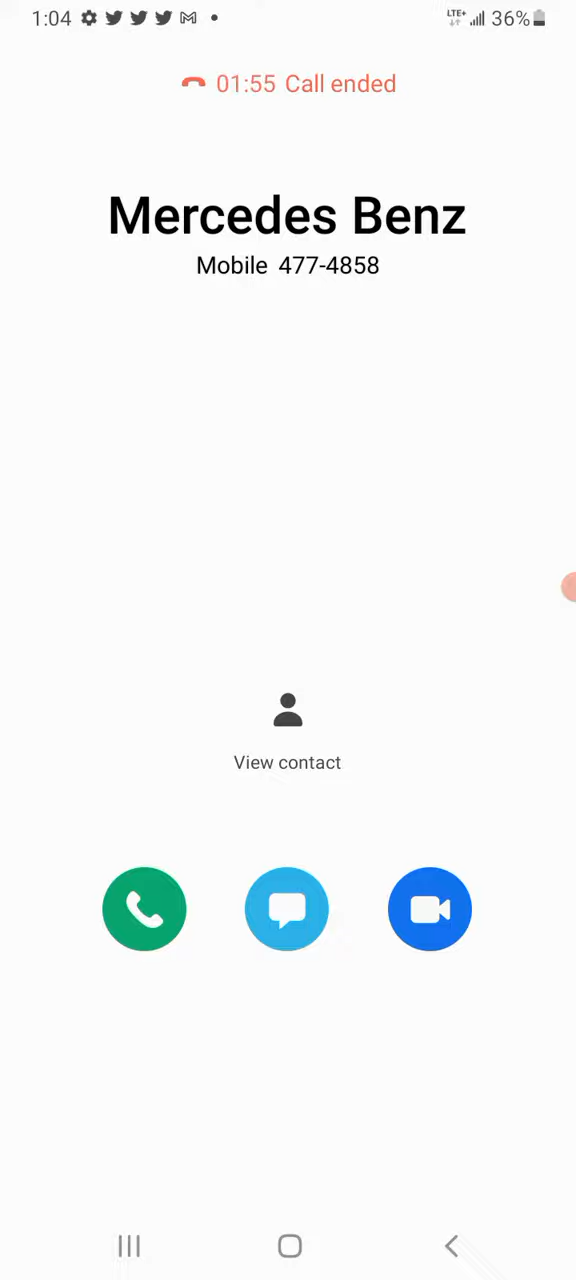 1:04 LTE+ 36%
01:55 Call ended
Mercedes Benz
Mobile 477-4858
View contact